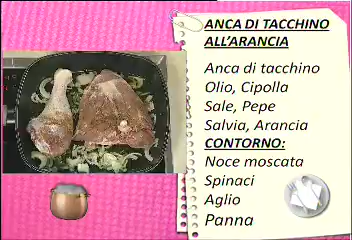 ANCA DI TACCHINO
ALL'ARANCIA
Anca di tacchino
Olio, Cipolla
Sale, Pepe
Salvia, Arancia
CONTORNO:
Noce moscata
Spinaci
Aglio
Panna